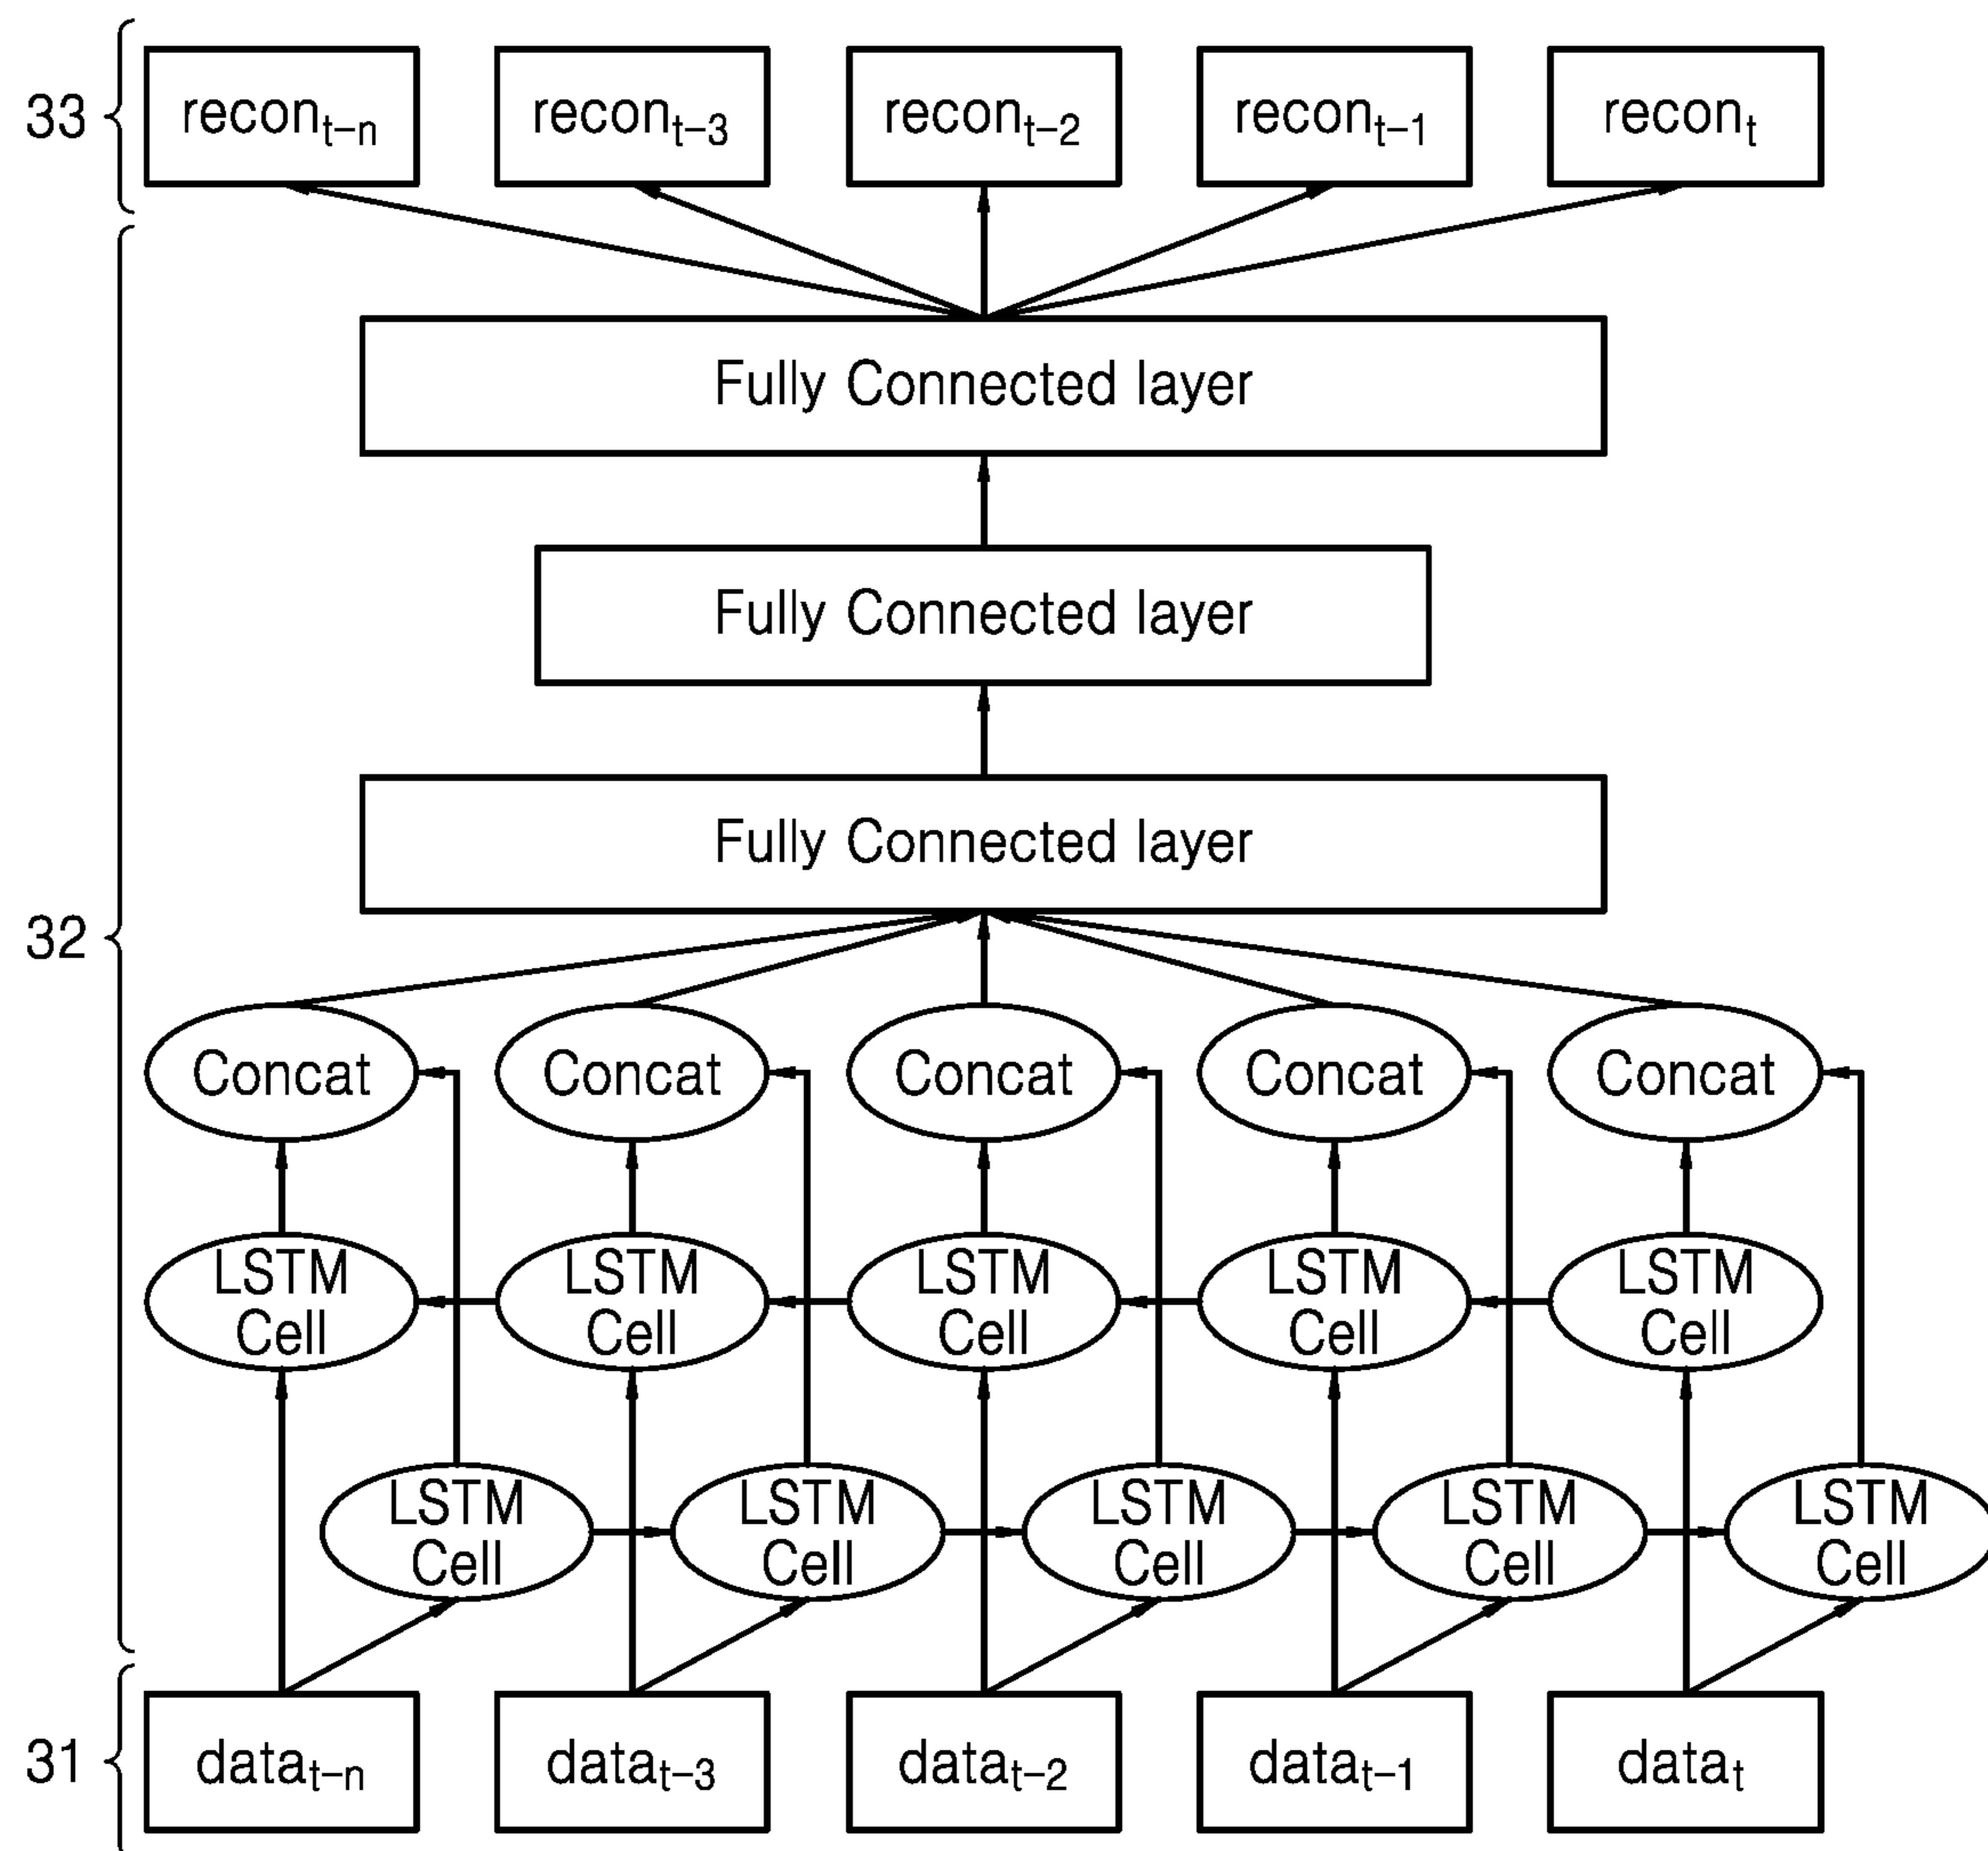 33
recon_t-n
recon_t-3
recon_t-2
recon_t-1
recon_t
Fully Connected layer
Fully Connected layer
Fully Connected layer
32
Concat
Concat
Concat
Concat
Concat
LSTM
Cell
LSTM
Cell
LSTM
Cell
LSTM
Cell
LSTM
Cell
LSTM
Cell
LSTM
Cell
LSTM
Cell
LSTM
Cell
LSTM
Cell
31
data_t-n
data_t-3
data_t-2
data_t-1
data_t